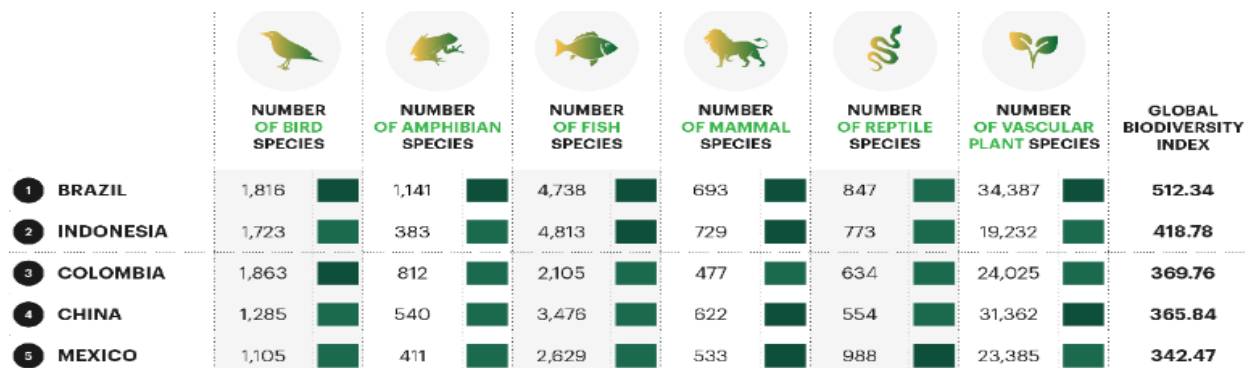 NUMBER OF BIRD SPECIES NUMBER OF AMPHIBIAN SPECIES NUMBER OF FISH SPECIES NUMBER OF MAMMAL SPECIES NUMBER OF REPTILE SPECIES NUMBER OF VASCULAR PLANT SPECIES GLOBAL BIODIVERSITY INDEX
1 BRAZIL 1,816 1,141 4,738 693 847 34,387 512.34
2 INDONESIA 1,723 383 4,813 729 773 19,232 418.78
3 COLOMBIA 1,863 812 2,105 477 634 24,025 369.76
4 CHINA 1,285 540 3,476 622 554 31,362 365.84
5 MEXICO 1,105 411 2,629 533 988 23,385 342.47